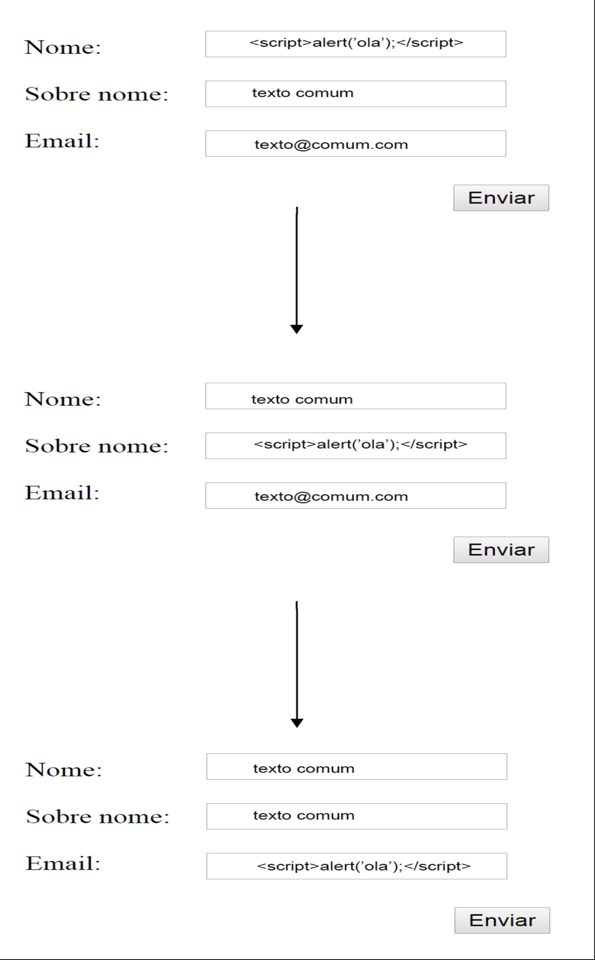 Nome: <script>alert('ola');</script>
Sobre nome: texto comum
Email: texto@comum.com
Enviar
Nome: texto comum
Sobre nome: <script>alert('ola');</script>
Email: texto@comum.com
Enviar
Nome: texto comum
Sobre nome: texto comum
Email: <script>alert('ola');</script>
Enviar